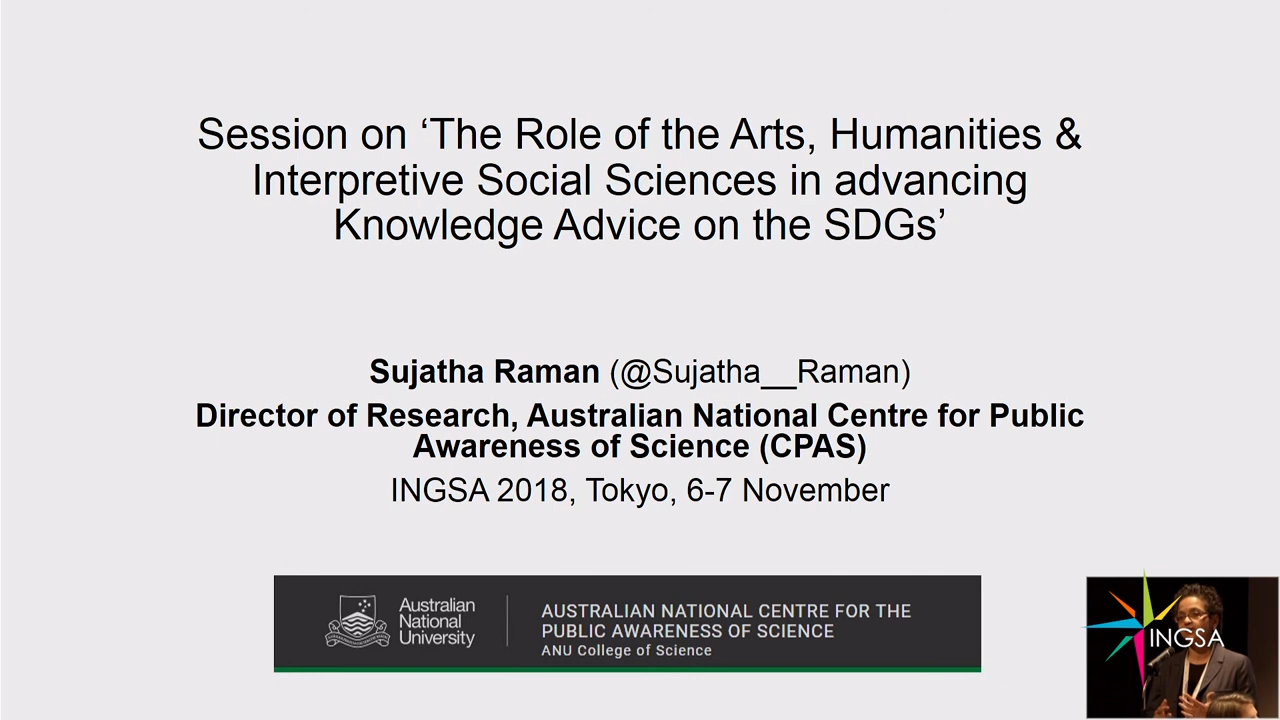 Session on ‘The Role of the Arts, Humanities &
Interpretive Social Sciences in advancing
Knowledge Advice on the SDGs’
Sujatha Raman (@Sujatha__Raman)
Director of Research, Australian National Centre for Public
Awareness of Science (CPAS)
INGSA 2018, Tokyo, 6-7 November
Australian
National
University
AUSTRALIAN NATIONAL CENTRE FOR THE
PUBLIC AWARENESS OF SCIENCE
ANU College of Science
INGSA